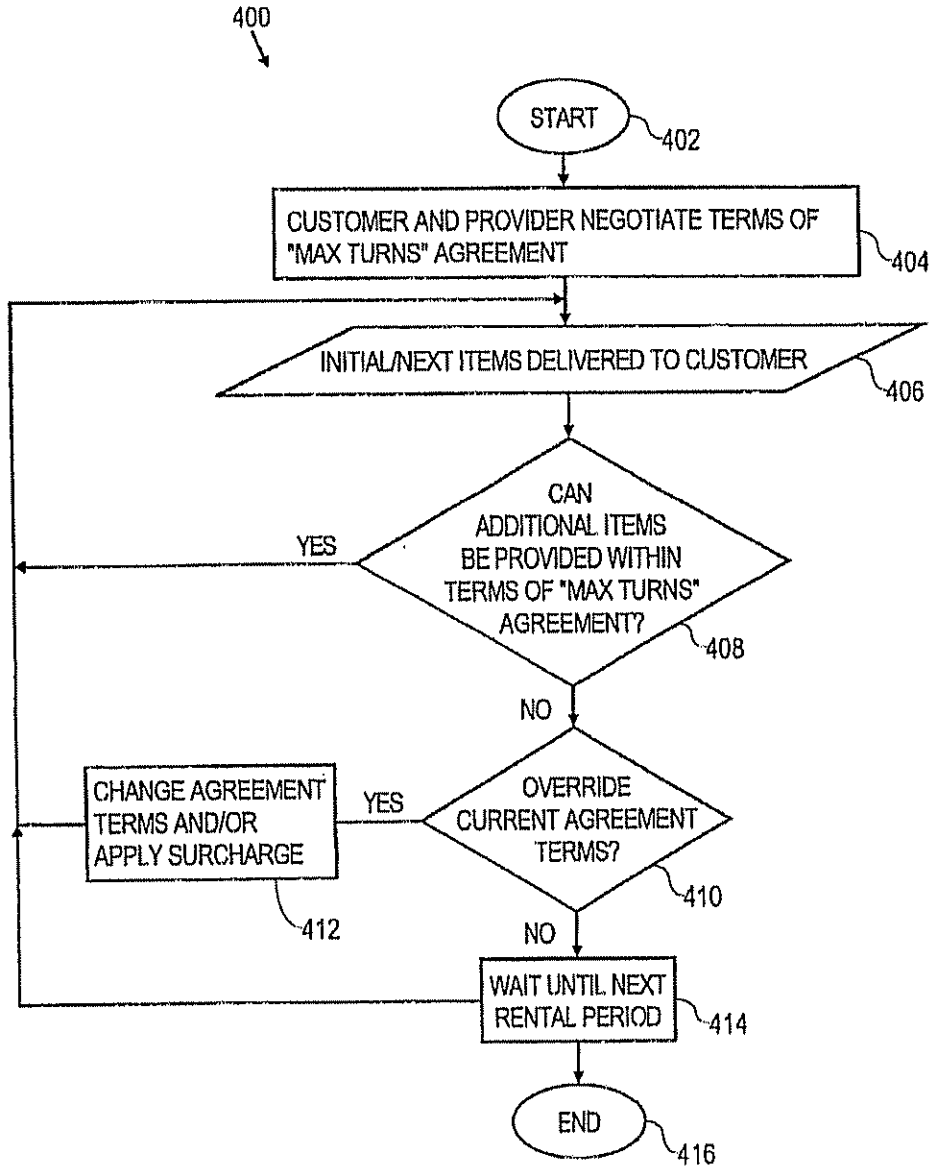 400
START
402
CUSTOMER AND PROVIDER NEGOTIATE TERMS OF
"MAX TURNS" AGREEMENT
404
INITIAL/NEXT ITEMS DELIVERED TO CUSTOMER
406
CAN
ADDITIONAL ITEMS
BE PROVIDED WITHIN
TERMS OF "MAX TURNS"
AGREEMENT?
YES
408
NO
OVERRIDE
CURRENT AGREEMENT
TERMS?
YES
410
CHANGE AGREEMENT
TERMS AND/OR
APPLY SURCHARGE
412
NO
WAIT UNTIL NEXT
RENTAL PERIOD
414
END
416